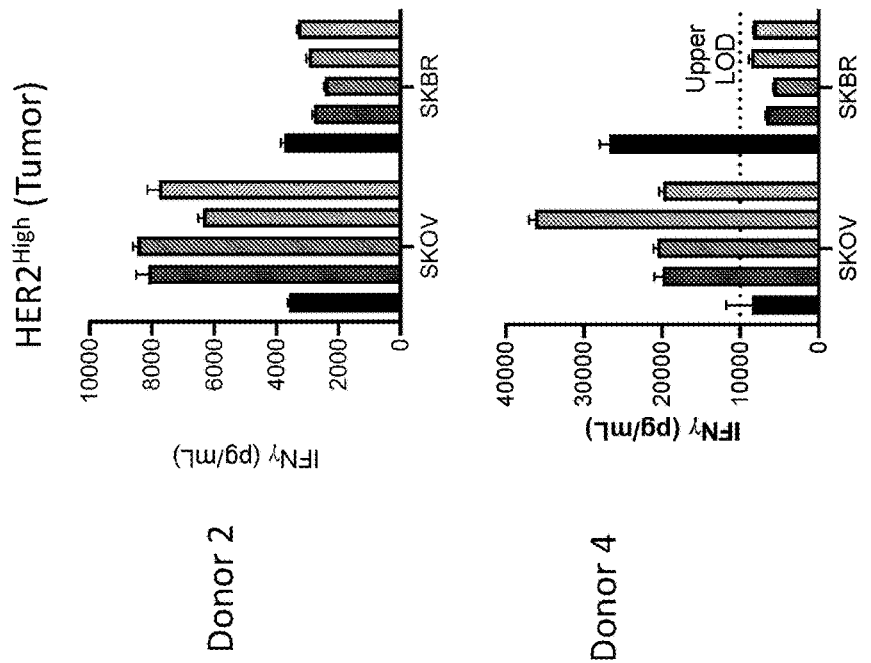 HER2High (Tumor)
Donor 2
IFNγ (pg/mL)
10000
8000
6000
4000
2000
0
SKOV
SKBR
Donor 4
IFNγ (pg/mL)
40000
30000
20000
10000
0
Upper
LOD
SKOV
SKBR